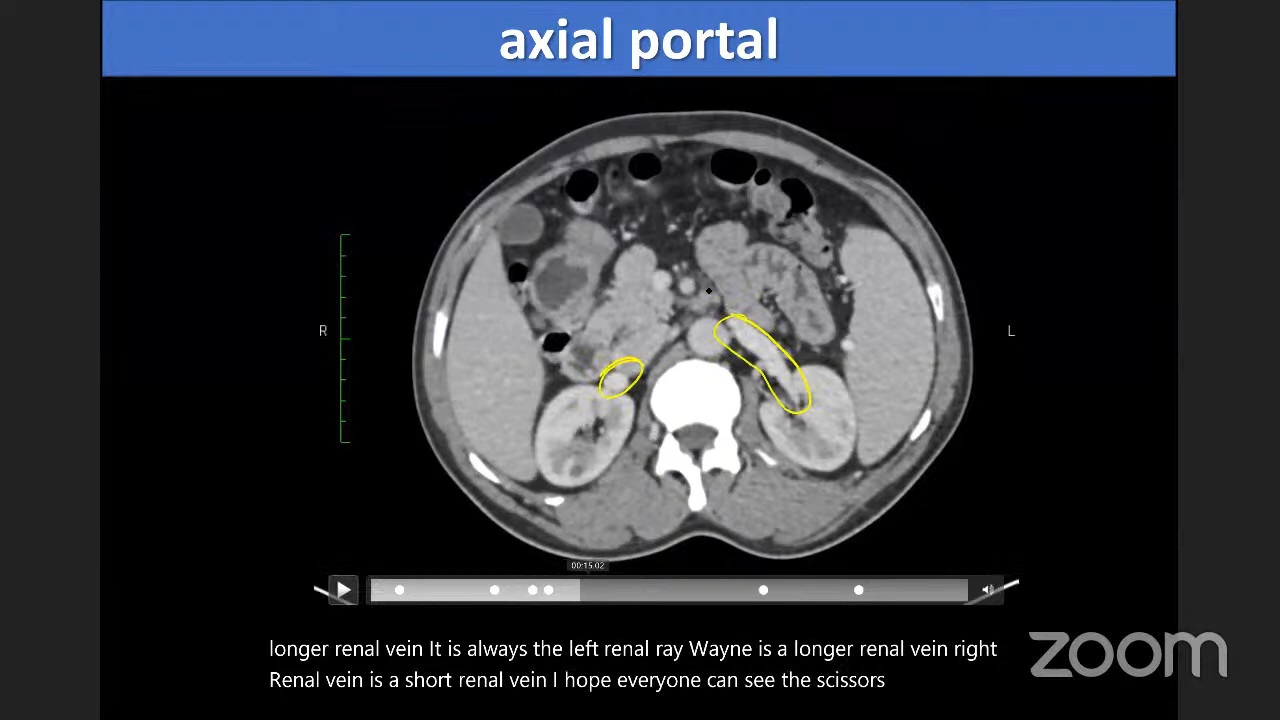 axial portal
R
L
00:15.02
longer renal vein It is always the left renal ray Wayne is a longer renal vein right
Renal vein is a short renal vein I hope everyone can see the scissors
zoom